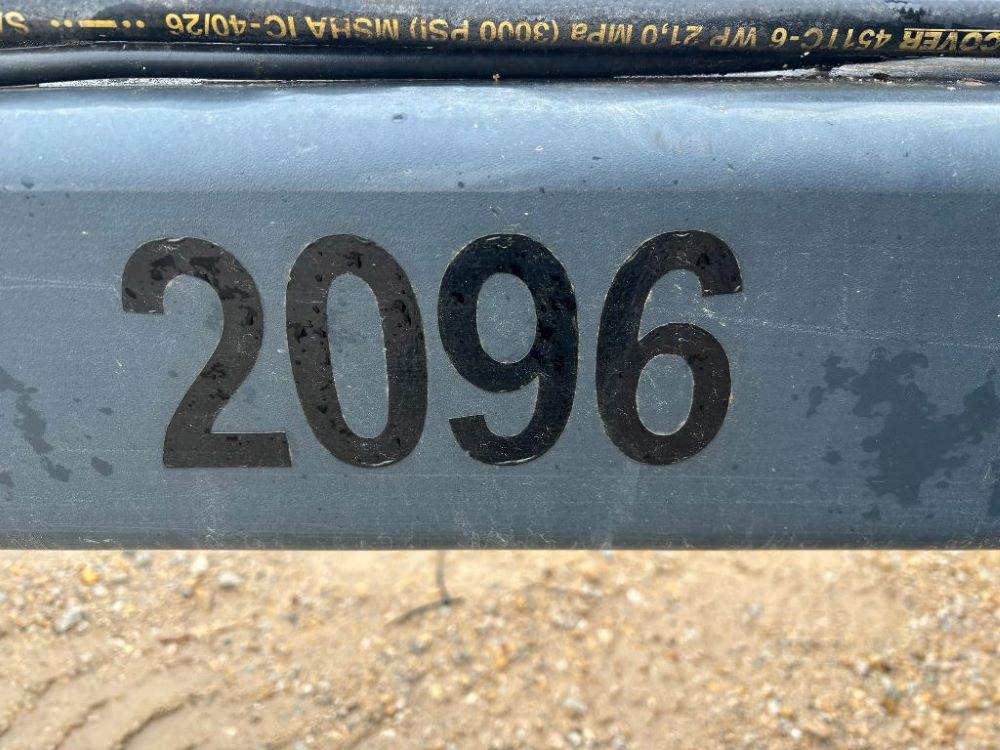 COVER 451TC-6 WP 21,0 MPa (3000 PSI) MSHA IC-40/26
2096